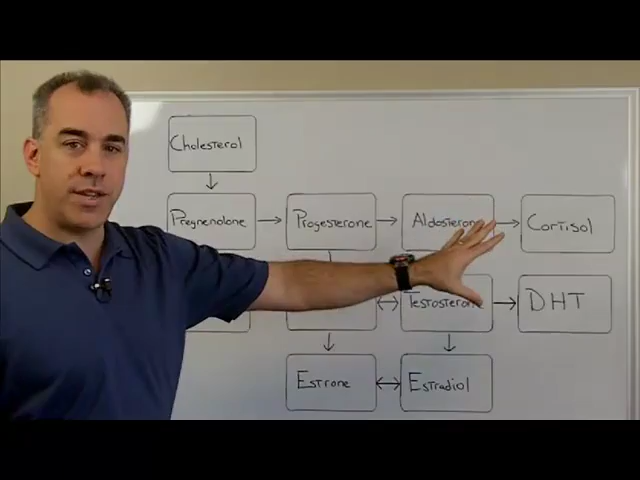 Cholesterol
Pregnenolone
Progesterone
Aldosterone
Cortisol
Testosterone
DHT
Estrone
Estradiol